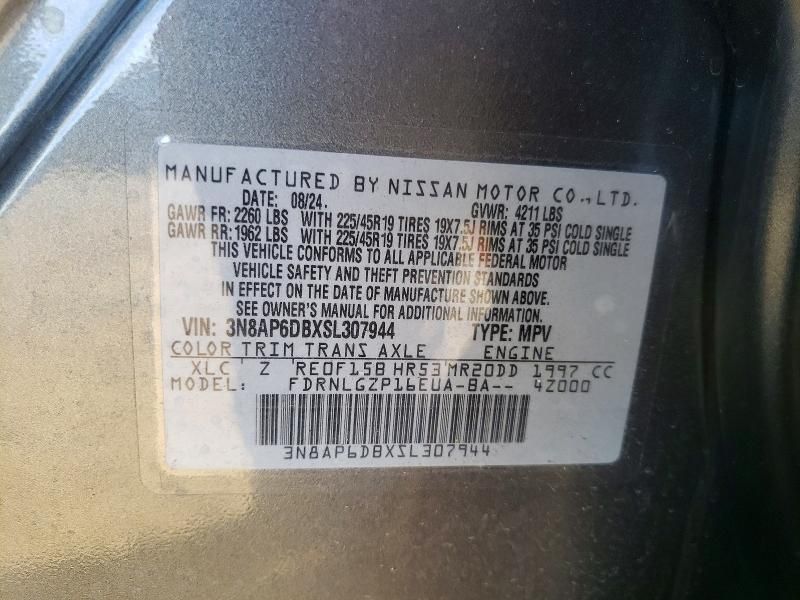 MANUFACTURED BY NISSAN MOTOR CO., LTD.
DATE: 08/24. GVWR: 4211 LBS
GAWR FR: 2260 LBS WITH 225/45R19 TIRES 19X7.5J RIMS AT 35 PSI COLD SINGLE
GAWR RR: 1962 LBS WITH 225/45R19 TIRES 19X7.5J RIMS AT 35 PSI COLD SINGLE
THIS VEHICLE CONFORMS TO ALL APPLICABLE FEDERAL MOTOR
VEHICLE SAFETY AND THEFT PREVENTION STANDARDS
IN EFFECT ON THE DATE OF MANUFACTURE SHOWN ABOVE.
SEE OWNER'S MANUAL FOR ADDITIONAL INFORMATION.
VIN: 3N8AP6DBXSL307944 TYPE: MPV
COLOR TRIM TRANS AXLE ENGINE
XLC Z RE0F15B HR53 MR20DD 1997 CC
MODEL: FDRNLGZP16EUA-BA-- 4Z000
3N8AP6DBXSL307944